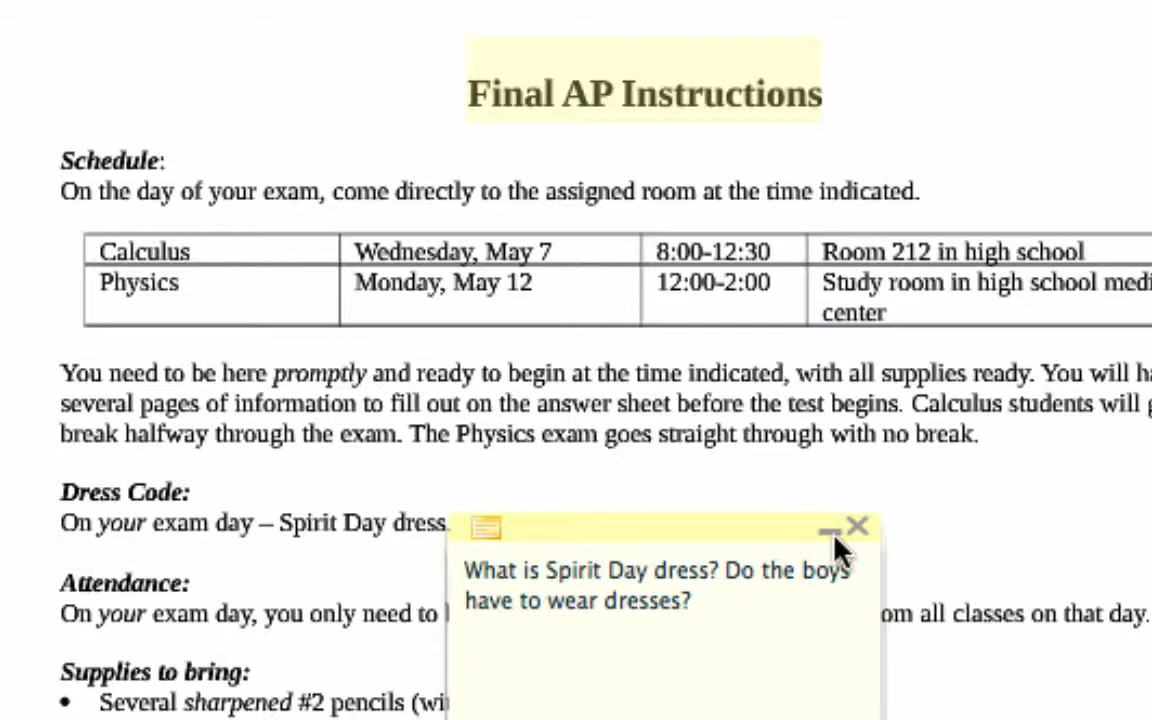 Final AP Instructions
Schedule:
On the day of your exam, come directly to the assigned room at the time indicated.
Calculus Wednesday, May 7 8:00-12:30 Room 212 in high school
Physics Monday, May 12 12:00-2:00 Study room in high school
center
You need to be here promptly and ready to begin at the time indicated, with all supplies ready. You will
several pages of information to fill out on the answer sheet before the test begins. Calculus students will
break halfway through the exam. The Physics exam goes straight through with no break.
Dress Code:
On your exam day – Spirit Day dress.
What is Spirit Day dress? Do the boys
have to wear dresses?
Attendance:
On your exam day, you only need to all classes on that day.
Supplies to bring:
• Several sharpened #2 pencils